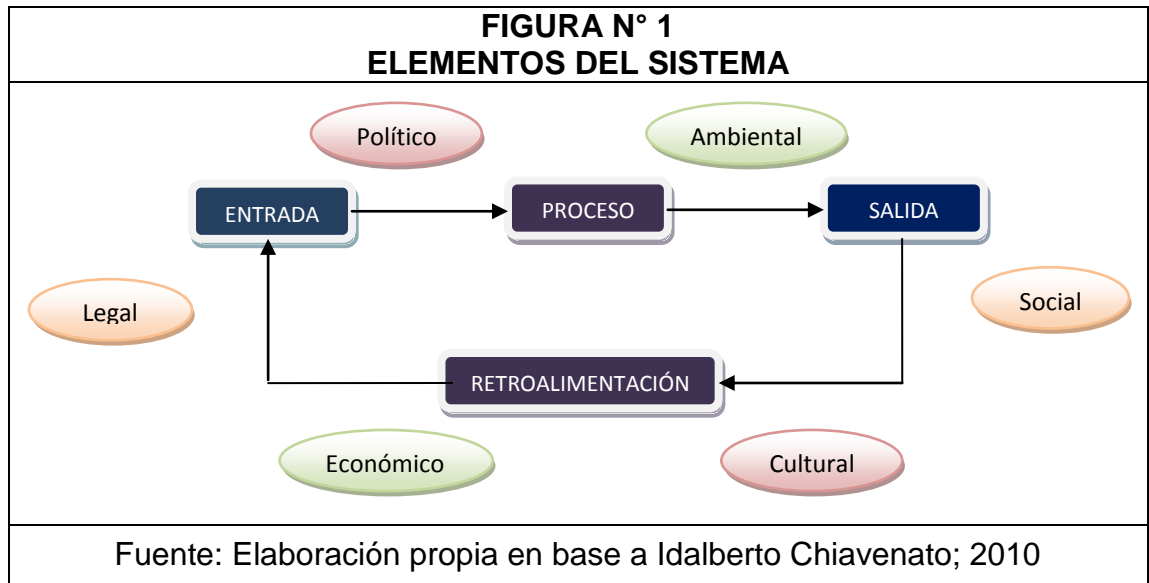 FIGURA N° 1
ELEMENTOS DEL SISTEMA
Político
Ambiental
ENTRADA
PROCESO
SALIDA
Legal
Social
RETROALIMENTACIÓN
Económico
Cultural
Fuente: Elaboración propia en base a Idalberto Chiavenato; 2010